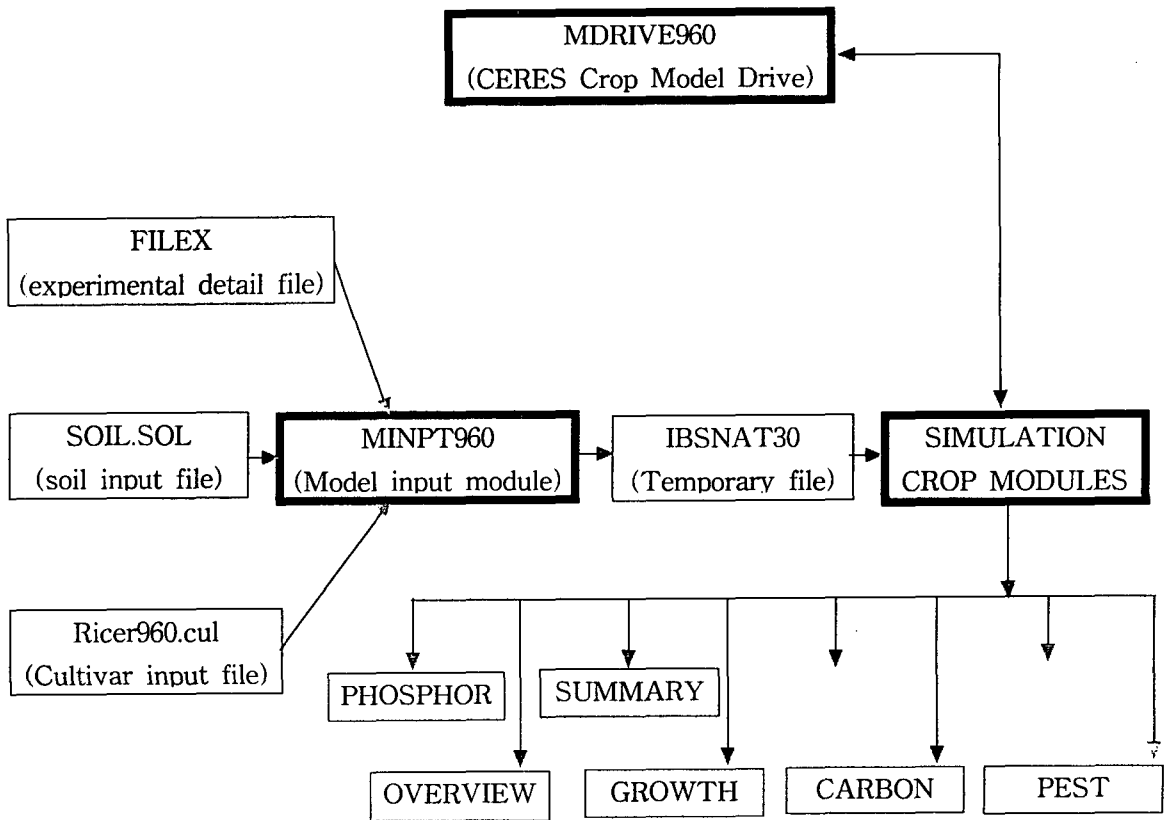 MDRIVE960
(CERES Crop Model Drive)
FILEX
(experimental detail file)
SOIL.SOL
(soil input file)
MINPT960
(Model input module)
IBSNAT30
(Temporary file)
SIMULATION
CROP MODULES
Ricer960.cul
(Cultivar input file)
PHOSPHOR
SUMMARY
OVERVIEW
GROWTH
CARBON
PEST